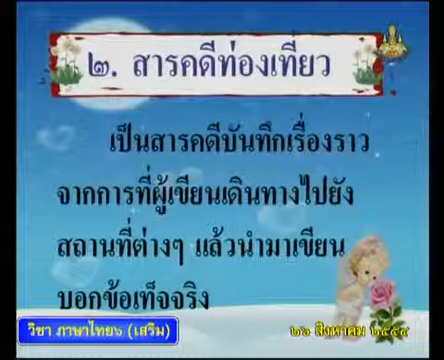 ๒. สารคดีท่องเที่ยว
เป็นสารคดีบันทึกเรื่องราว
จากการที่ผู้เขียนเดินทางไปยัง
สถานที่ต่างๆ แล้วนำมาเขียน
บอกข้อเท็จจริง
วิชา ภาษาไทย๖ (เสริม)
๒๖ สิงหาคม ๒๕๕๔